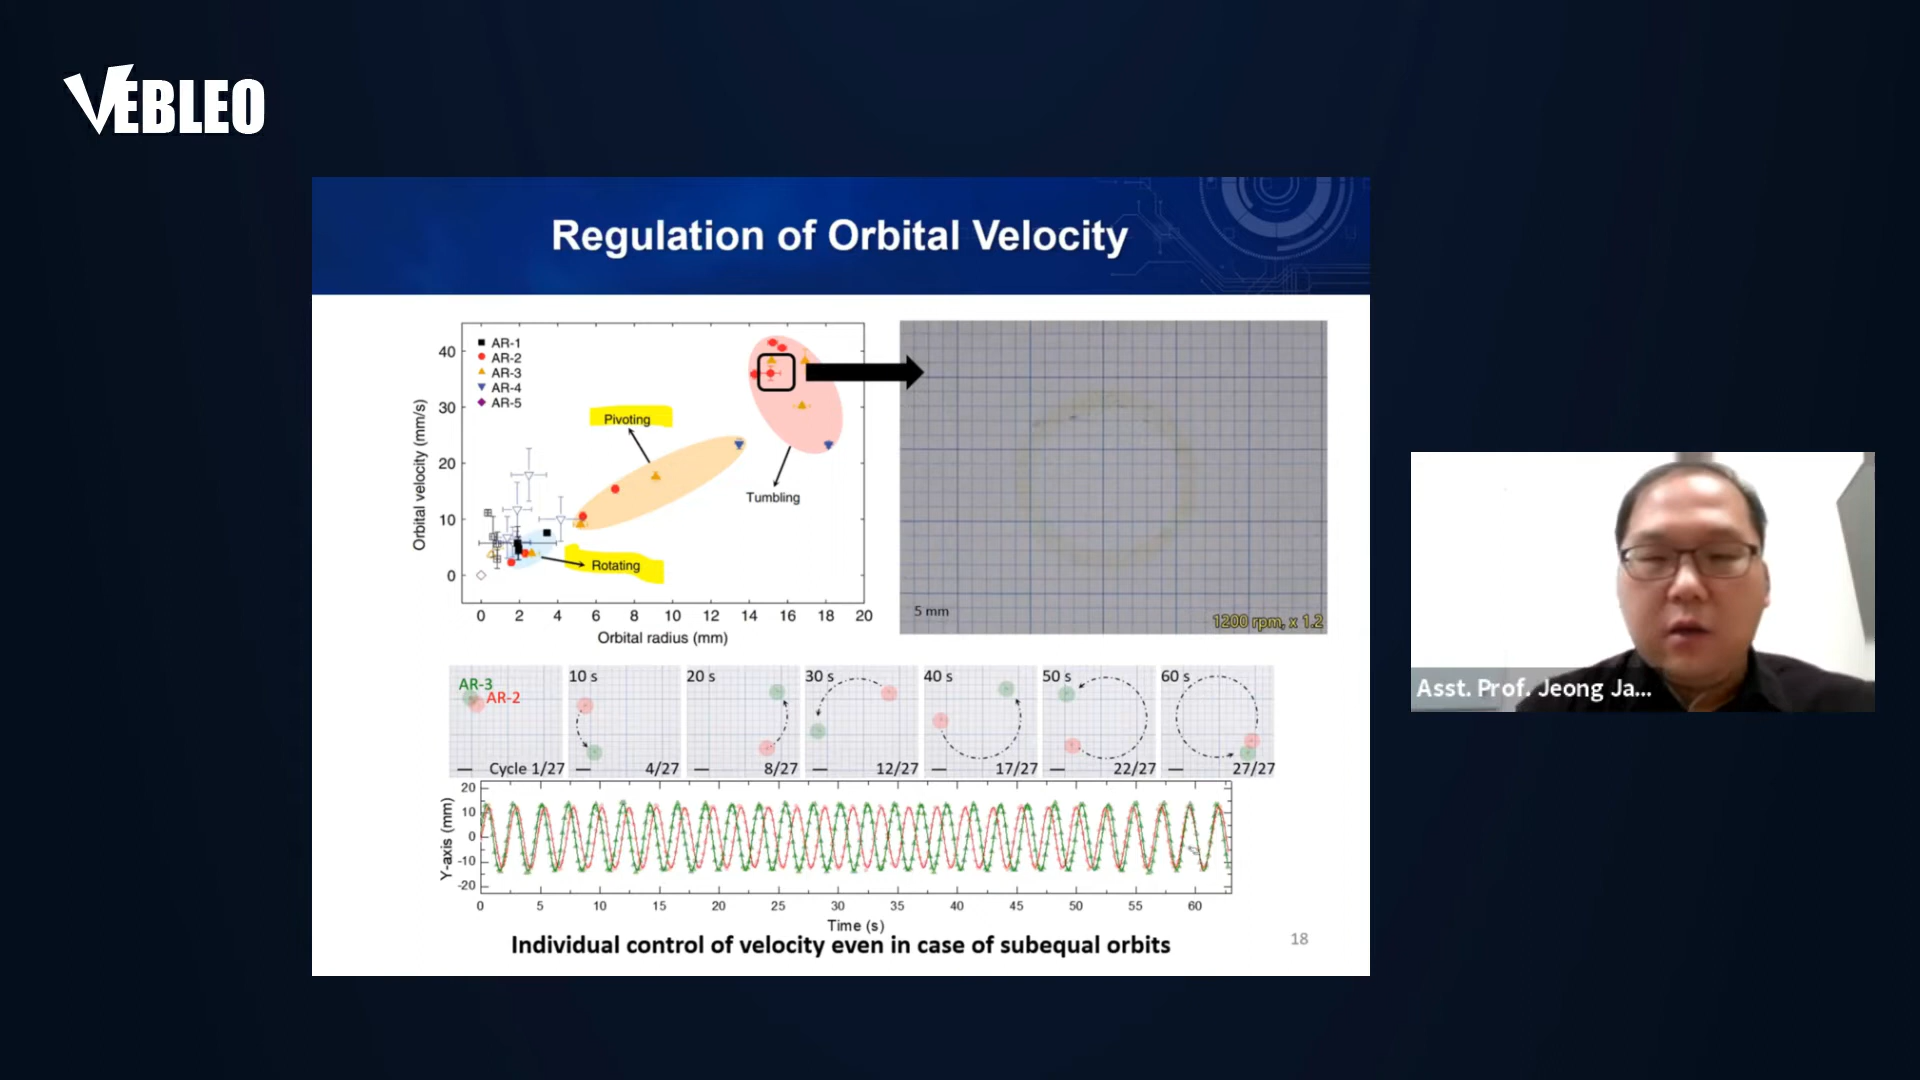 VEBLEO
Regulation of Orbital Velocity
AR-1
AR-2
AR-3
AR-4
AR-5
Orbital velocity (mm/s)
40
30
20
10
0
Pivoting
Tumbling
Rotating
0 2 4 6 8 10 12 14 16 18 20
Orbital radius (mm)
5 mm
1200 rpm, x 1.2
AR-3
AR-2
Cycle 1/27
10 s
4/27
20 s
8/27
30 s
12/27
40 s
17/27
50 s
22/27
60 s
27/27
Y-axis (mm)
20
10
0
-10
-20
0 5 10 15 20 25 30 35 40 45 50 55 60
Time (s)
Individual control of velocity even in case of subequal orbits
18
Asst. Prof. Jeong Ja...